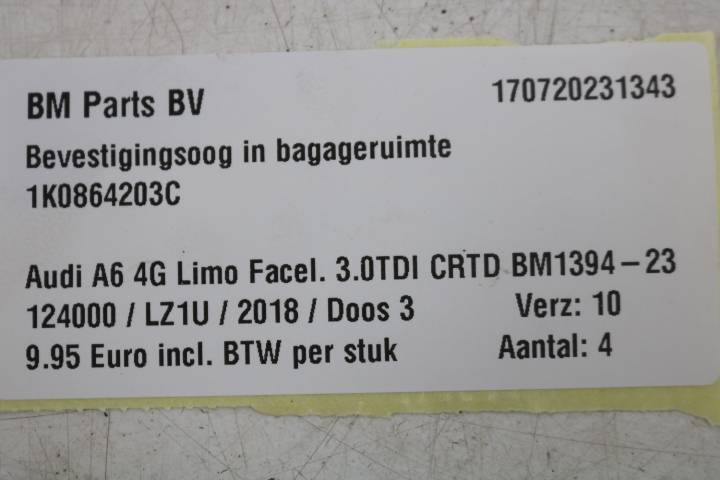 BM Parts BV 170720231343
Bevestigingsoog in bagageruimte
1K0864203C
Audi A6 4G Limo Facel. 3.0TDI CRTD BM1394-23
124000 / LZ1U / 2018 / Doos 3 Verz: 10
9.95 Euro incl. BTW per stuk Aantal: 4